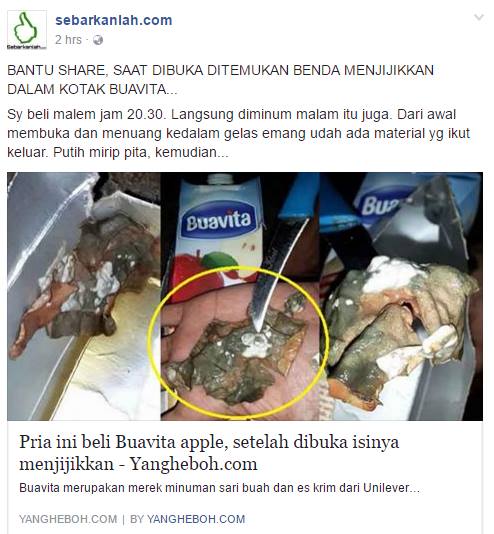 sebarkanlah.com
Sebarkanlah.com
2 hrs ·
BANTU SHARE, SAAT DIBUKA DITEMUKAN BENDA MENJIJIKKAN
DALAM KOTAK BUAVITA...
Sy beli malem jam 20.30. Langsung diminum malam itu juga. Dari awal
membuka dan menuang kedalam gelas emang udah ada material yg ikut
keluar. Putih mirip pita, kemudian...
Buavita
Bua
Pria ini beli Buavita apple, setelah dibuka isinya
menjijikkan - Yangheboh.com
Buavita merupakan merek minuman sari buah dan es krim dari Unilever…
YANGHEBOH.COM | BY YANGHEBOH.COM